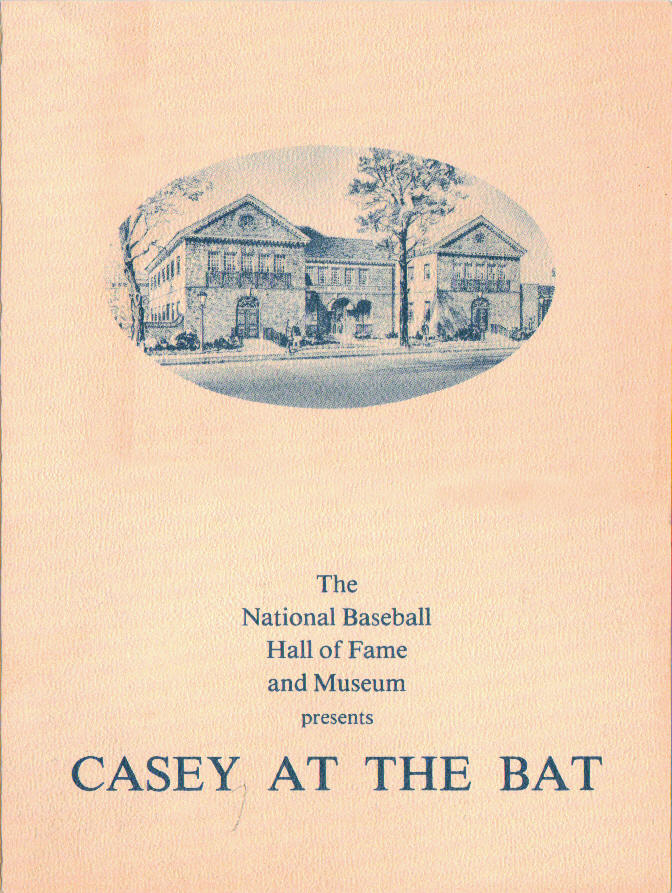 The
National Baseball
Hall of Fame
and Museum
presents
CASEY AT THE BAT